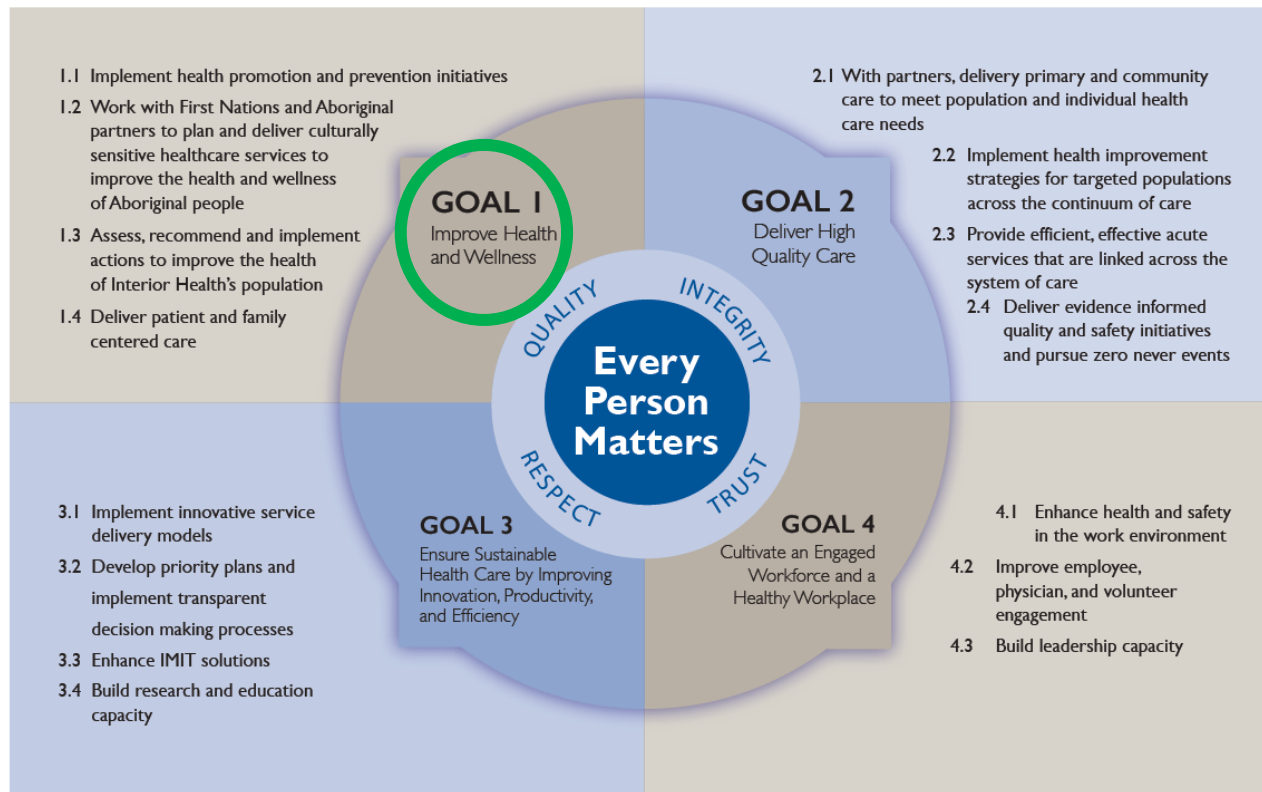 1.1 Implement health promotion and prevention initiatives
1.2 Work with First Nations and Aboriginal
partners to plan and deliver culturally
sensitive healthcare services to
improve the health and wellness
of Aboriginal people
1.3 Assess, recommend and implement
actions to improve the health
of Interior Health's population
1.4 Deliver patient and family
centered care
GOAL 1
Improve Health
and Wellness
2.1 With partners, delivery primary and community
care to meet population and individual health
care needs
2.2 Implement health improvement
strategies for targeted populations
across the continuum of care
2.3 Provide efficient, effective acute
services that are linked across the
system of care
2.4 Deliver evidence informed
quality and safety initiatives
and pursue zero never events
GOAL 2
Deliver High
Quality Care
QUALITY
INTEGRITY
Every
Person
Matters
RESPECT
TRUST
3.1 Implement innovative service
delivery models
3.2 Develop priority plans and
implement transparent
decision making processes
3.3 Enhance IMIT solutions
3.4 Build research and education
capacity
GOAL 3
Ensure Sustainable
Health Care by Improving
Innovation, Productivity,
and Efficiency
GOAL 4
Cultivate an Engaged
Workforce and a
Healthy Workplace
4.1 Enhance health and safety
in the work environment
4.2 Improve employee,
physician, and volunteer
engagement
4.3 Build leadership capacity